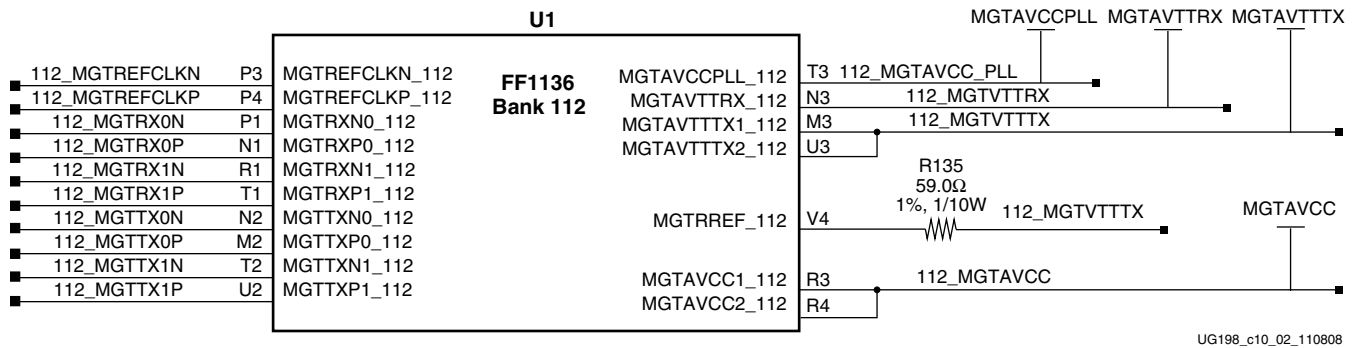 U1
MGTAVCCPLL MGTAVTTRX MGTAVTTTX
FF1136
Bank 112
112_MGTREFCLKN P3 MGTREFCLKN_112
112_MGTREFCLKP P4 MGTREFCLKP_112
112_MGTRX0N P1 MGTRXN0_112
112_MGTRX0P N1 MGTRXP0_112
112_MGTRX1N R1 MGTRXN1_112
112_MGTRX1P T1 MGTRXP1_112
112_MGTTX0N N2 MGTTXN0_112
112_MGTTX0P M2 MGTTXP0_112
112_MGTTX1N T2 MGTTXN1_112
112_MGTTX1P U2 MGTTXP1_112
MGTAVCCPLL_112 T3 112_MGTAVCC_PLL
MGTAVTTRX_112 N3 112_MGTVTTRX
MGTAVTTTX1_112 M3 112_MGTVTTTX
MGTAVTTTX2_112 U3
R135
59.0Ω
1%, 1/10W
MGTRREF_112 V4 112_MGTVTTTX
MGTAVCC
MGTAVCC1_112 R3 112_MGTAVCC
MGTAVCC2_112 R4
UG198_c10_02_110808